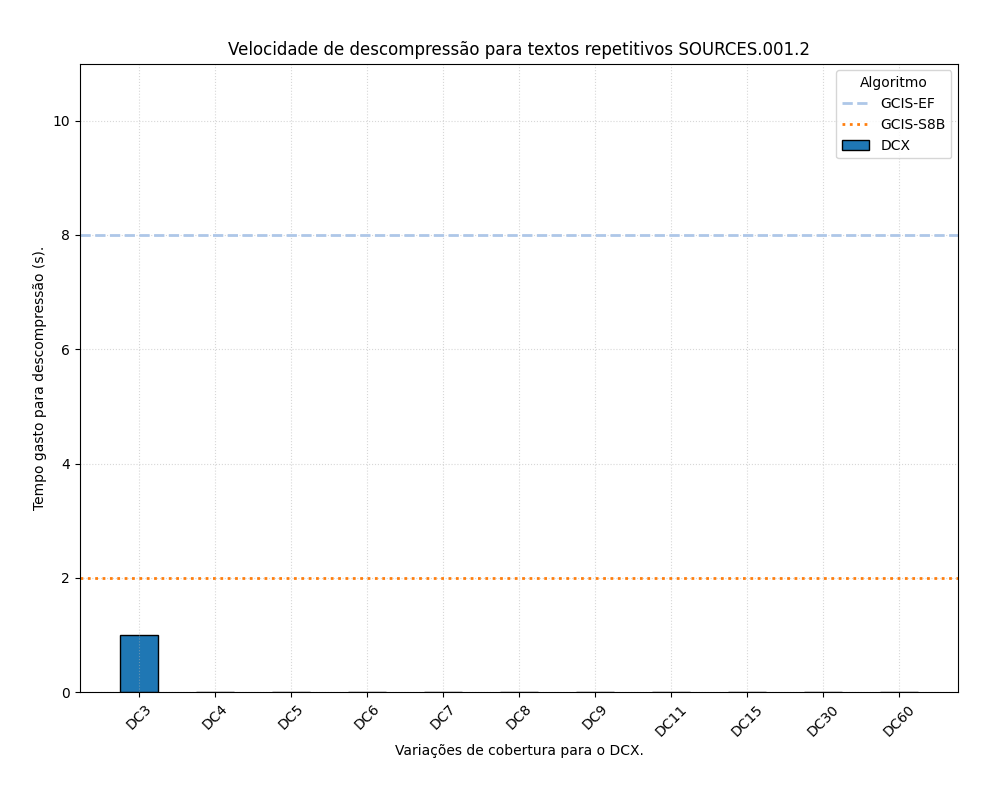 Velocidade de descompressão para textos repetitivos SOURCES.001.2
Algoritmo
GCIS-EF
GCIS-S8B
DCX
10
8
6
4
2
0
Tempo gasto para descompressão (s).
DC3
DC4
DC5
DC6
DC7
DC8
DC9
DC11
DC15
DC30
DC60
Variações de cobertura para o DCX.